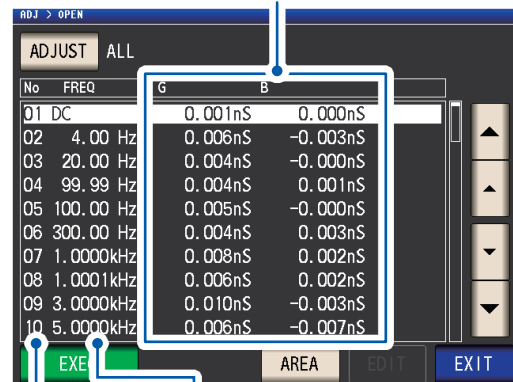 ADJ > OPEN
ADJUST ALL
No FREQ G B
01 DC 0.001nS 0.000nS
02 4.00 Hz 0.006nS -0.003nS
03 20.00 Hz 0.004nS -0.000nS
04 99.99 Hz 0.004nS 0.001nS
05 100.00 Hz 0.005nS -0.000nS
06 300.00 Hz 0.004nS 0.003nS
07 1.0000kHz 0.008nS 0.002nS
08 1.0001kHz 0.006nS 0.002nS
09 3.0000kHz 0.010nS -0.003nS
10 5.0000kHz 0.006nS -0.007nS
EXEC AREA EDIT EXIT